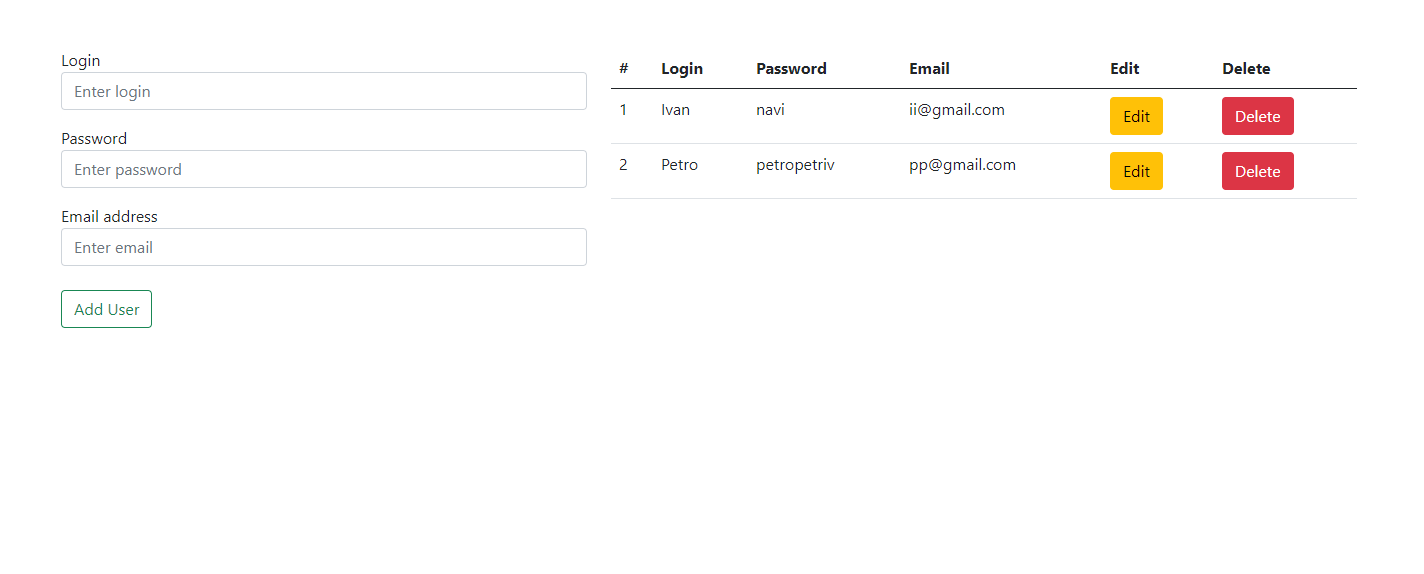 Login
Enter login
Password
Enter password
Email address
Enter email
Add User
# Login Password Email Edit Delete
1 Ivan navi ii@gmail.com Edit Delete
2 Petro petropetriv pp@gmail.com Edit Delete